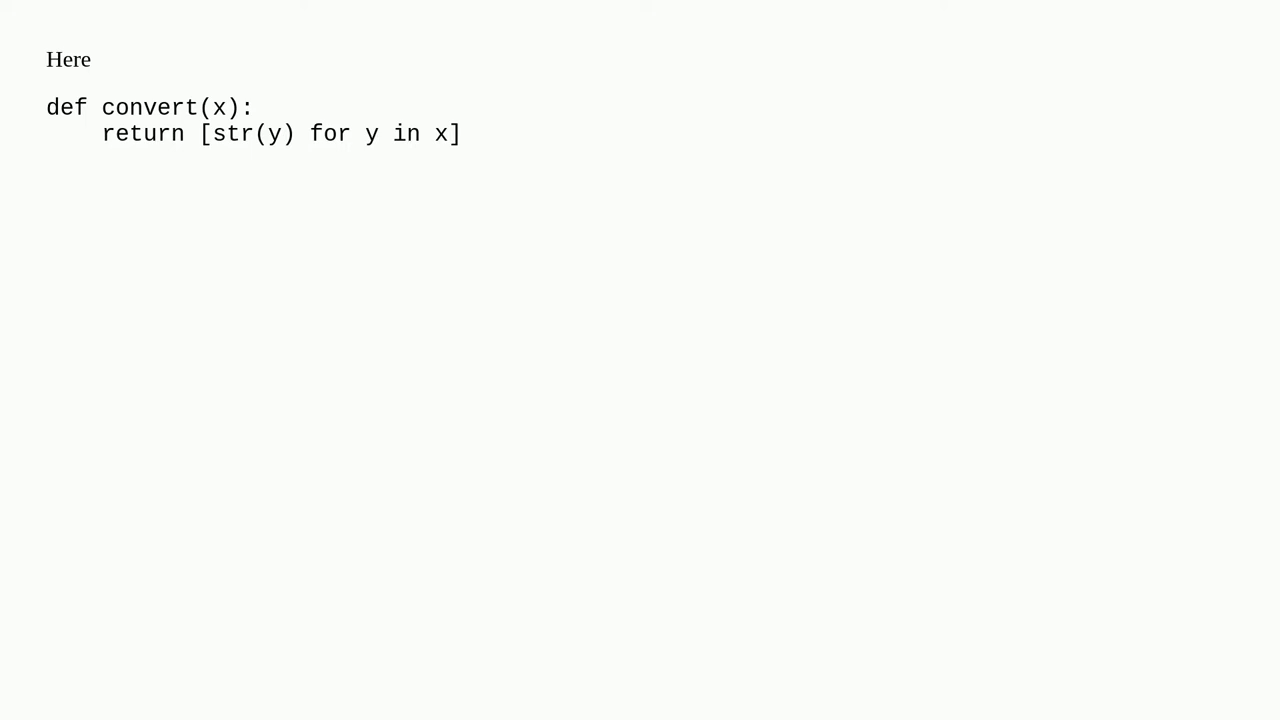 Here
def convert(x):
    return [str(y) for y in x]